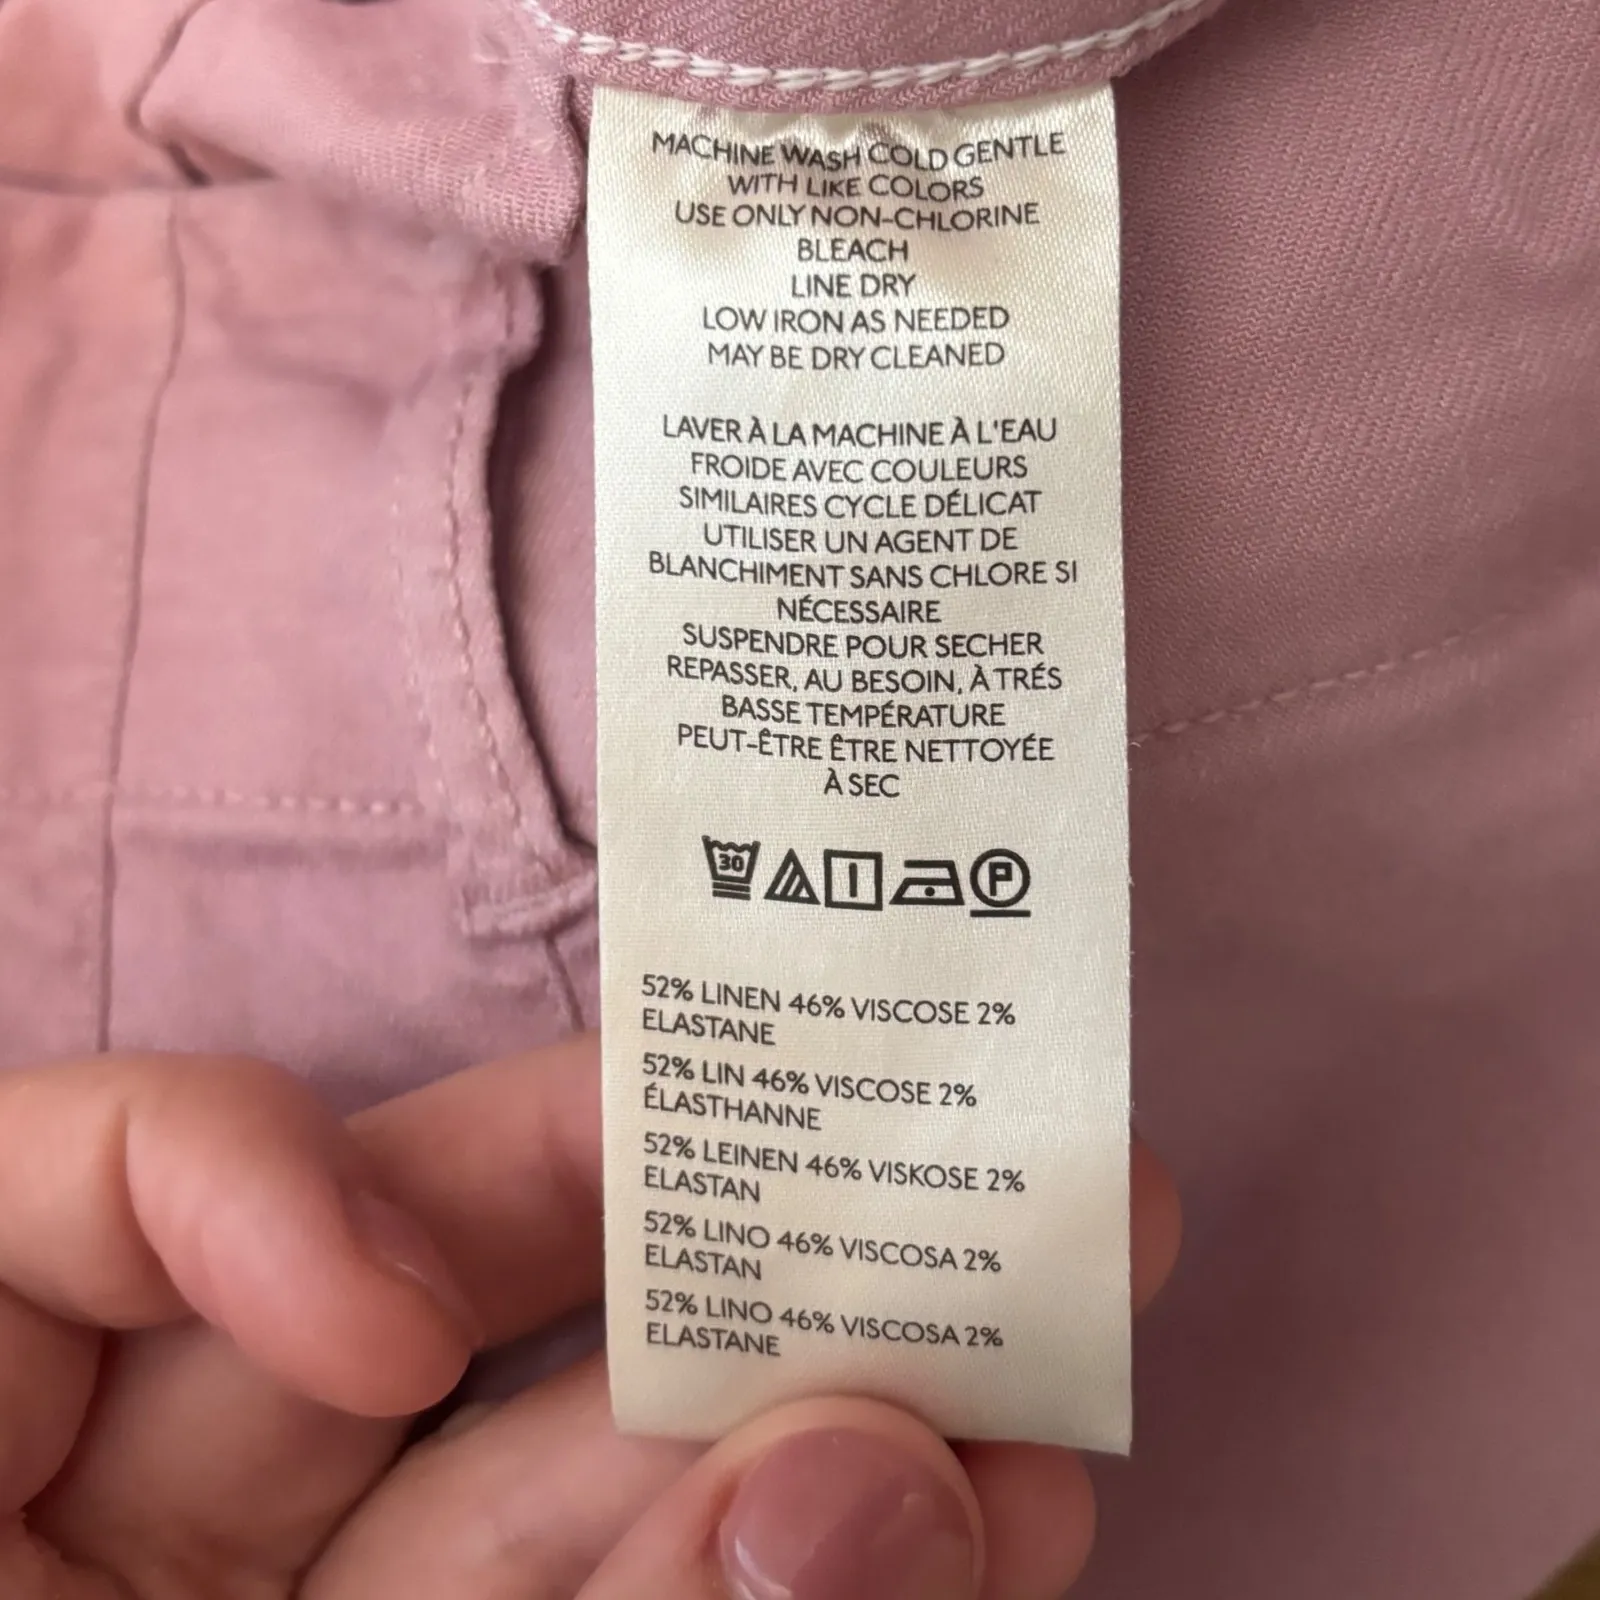 MACHINE WASH COLD GENTLE
WITH LIKE COLORS
USE ONLY NON-CHLORINE
BLEACH
LINE DRY
LOW IRON AS NEEDED
MAY BE DRY CLEANED
LAVER À LA MACHINE À L'EAU
FROIDE AVEC COULEURS
SIMILAIRES CYCLE DÉLICAT
UTILISER UN AGENT DE
BLANCHIMENT SANS CHLORE SI
NÉCESSAIRE
SUSPENDRE POUR SECHER
REPASSER, AU BESOIN, À TRÉS
BASSE TEMPÉRATURE
PEUT-ÊTRE ÊTRE NETTOYÉE
À SEC
30 P
52% LINEN 46% VISCOSE 2%
ELASTANE
52% LIN 46% VISCOSE 2%
ÉLASTHANNE
52% LEINEN 46% VISKOSE 2%
ELASTAN
52% LINO 46% VISCOSA 2%
ELASTAN
52% LINO 46% VISCOSA 2%
ELASTANE